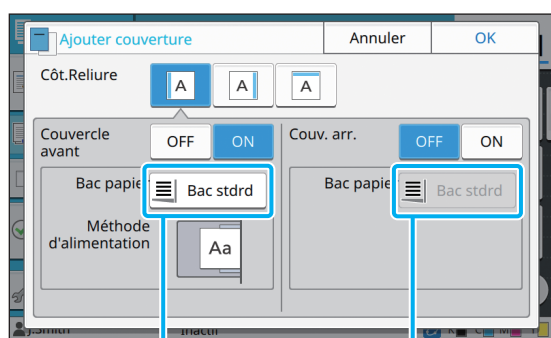 Ajouter couverture
Annuler
OK
Côt.Reliure
A
A
A
Couvercle
avant
OFF
ON
Couv. arr.
OFF
ON
Bac papier
Bac stdrd
Bac papier
Bac stdrd
Méthode
d'alimentation
Aa
J.Smith
Inactif
K
C
M
Y